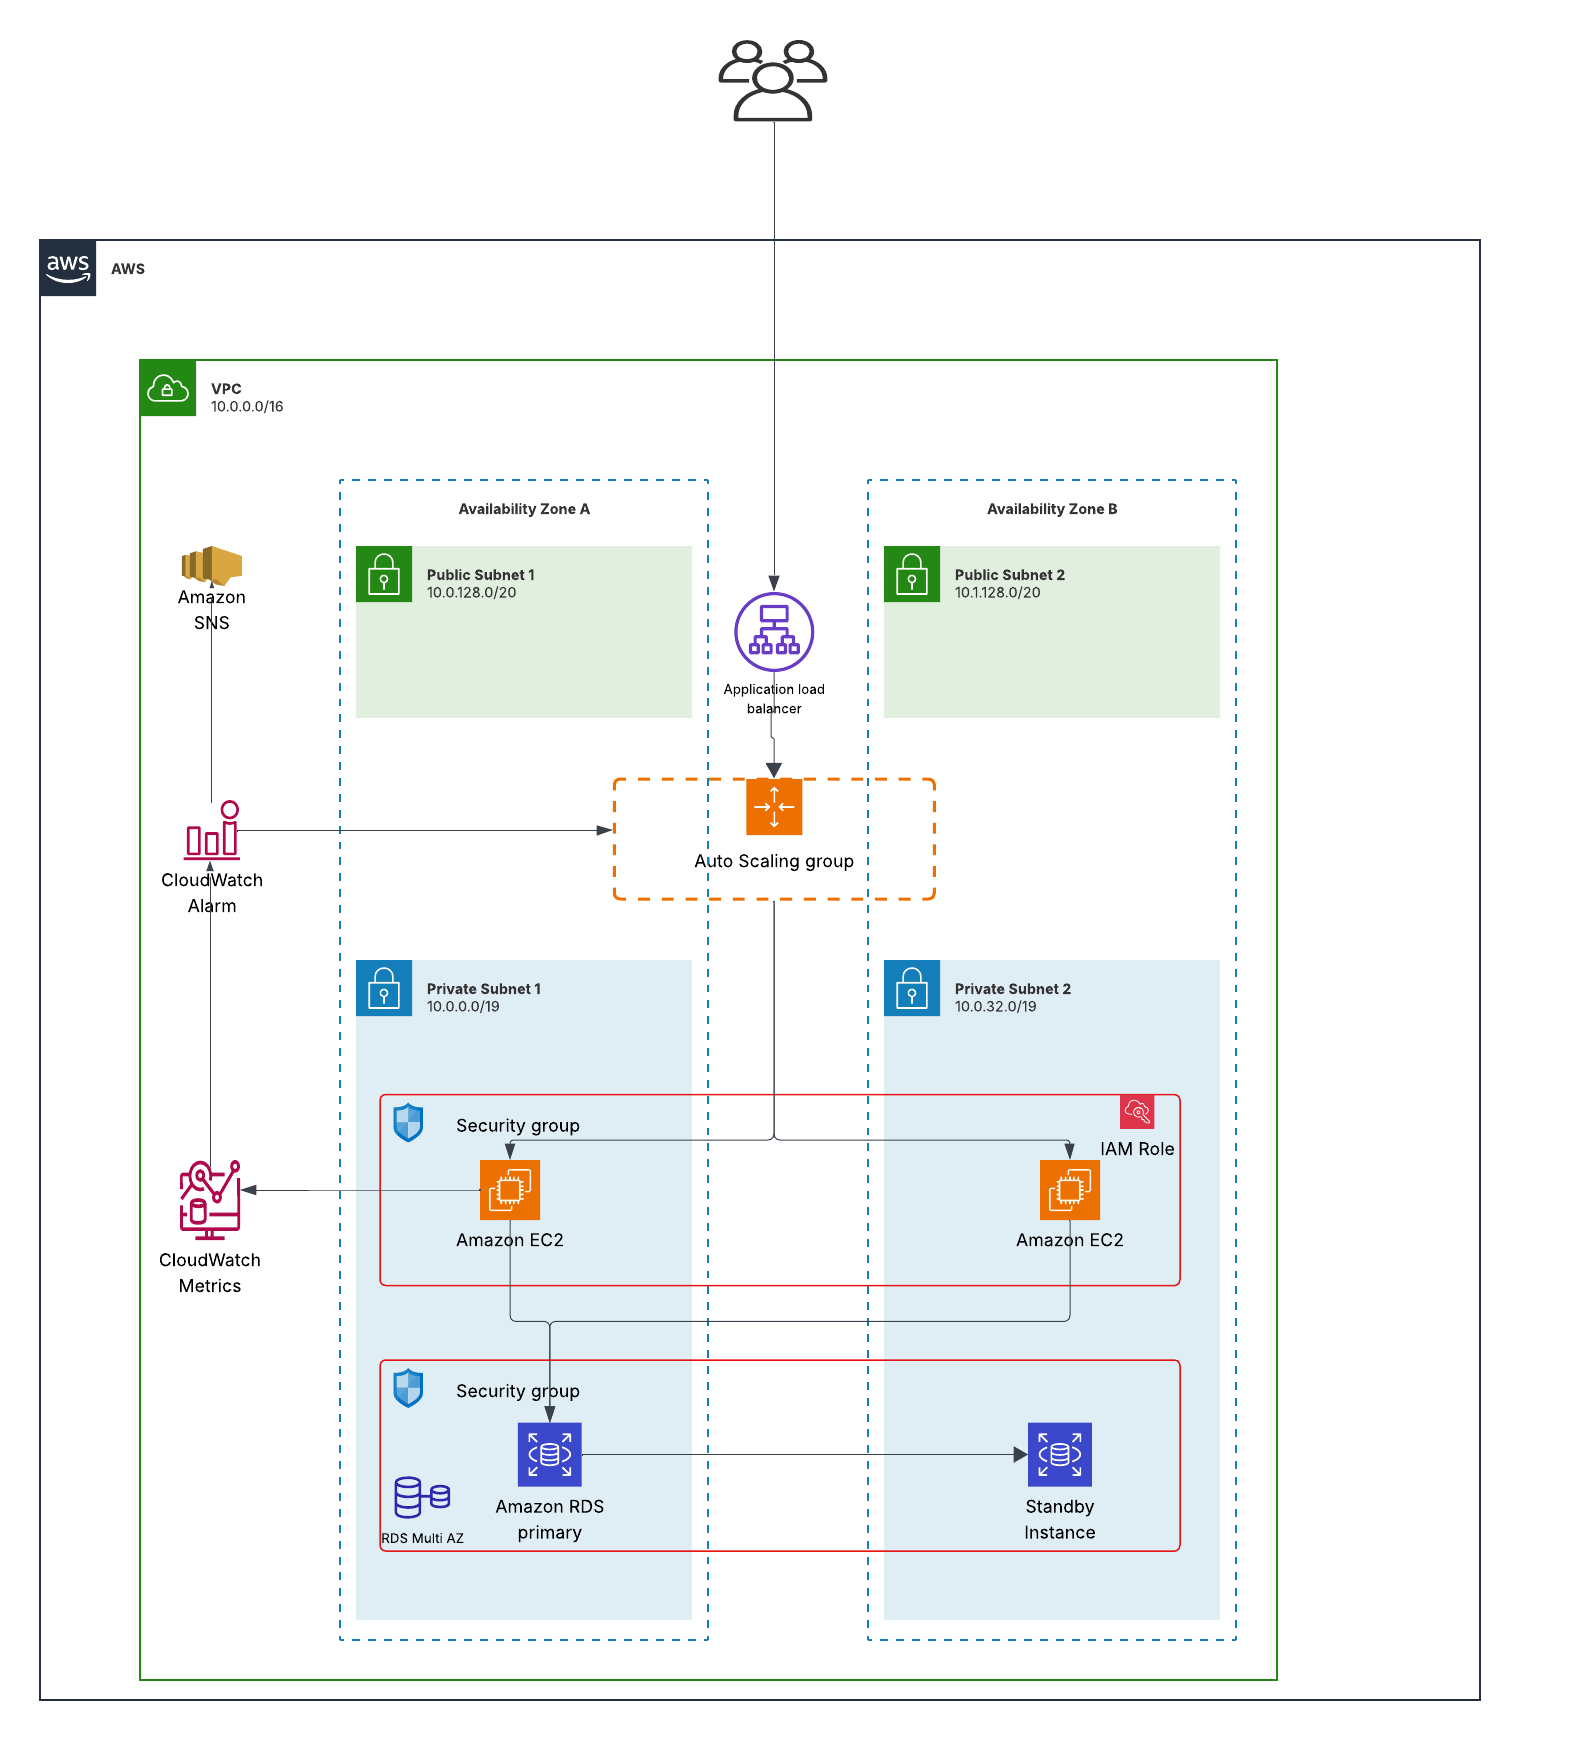 aws
AWS
VPC
10.0.0.0/16
Availability Zone A
Availability Zone B
Public Subnet 1
10.0.128.0/20
Public Subnet 2
10.1.128.0/20
Amazon
SNS
Application load
balancer
CloudWatch
Alarm
Auto Scaling group
Private Subnet 1
10.0.0.0/19
Private Subnet 2
10.0.32.0/19
Security group
IAM Role
Amazon EC2
Amazon EC2
CloudWatch
Metrics
Security group
Amazon RDS
primary
Standby
Instance
RDS Multi AZ